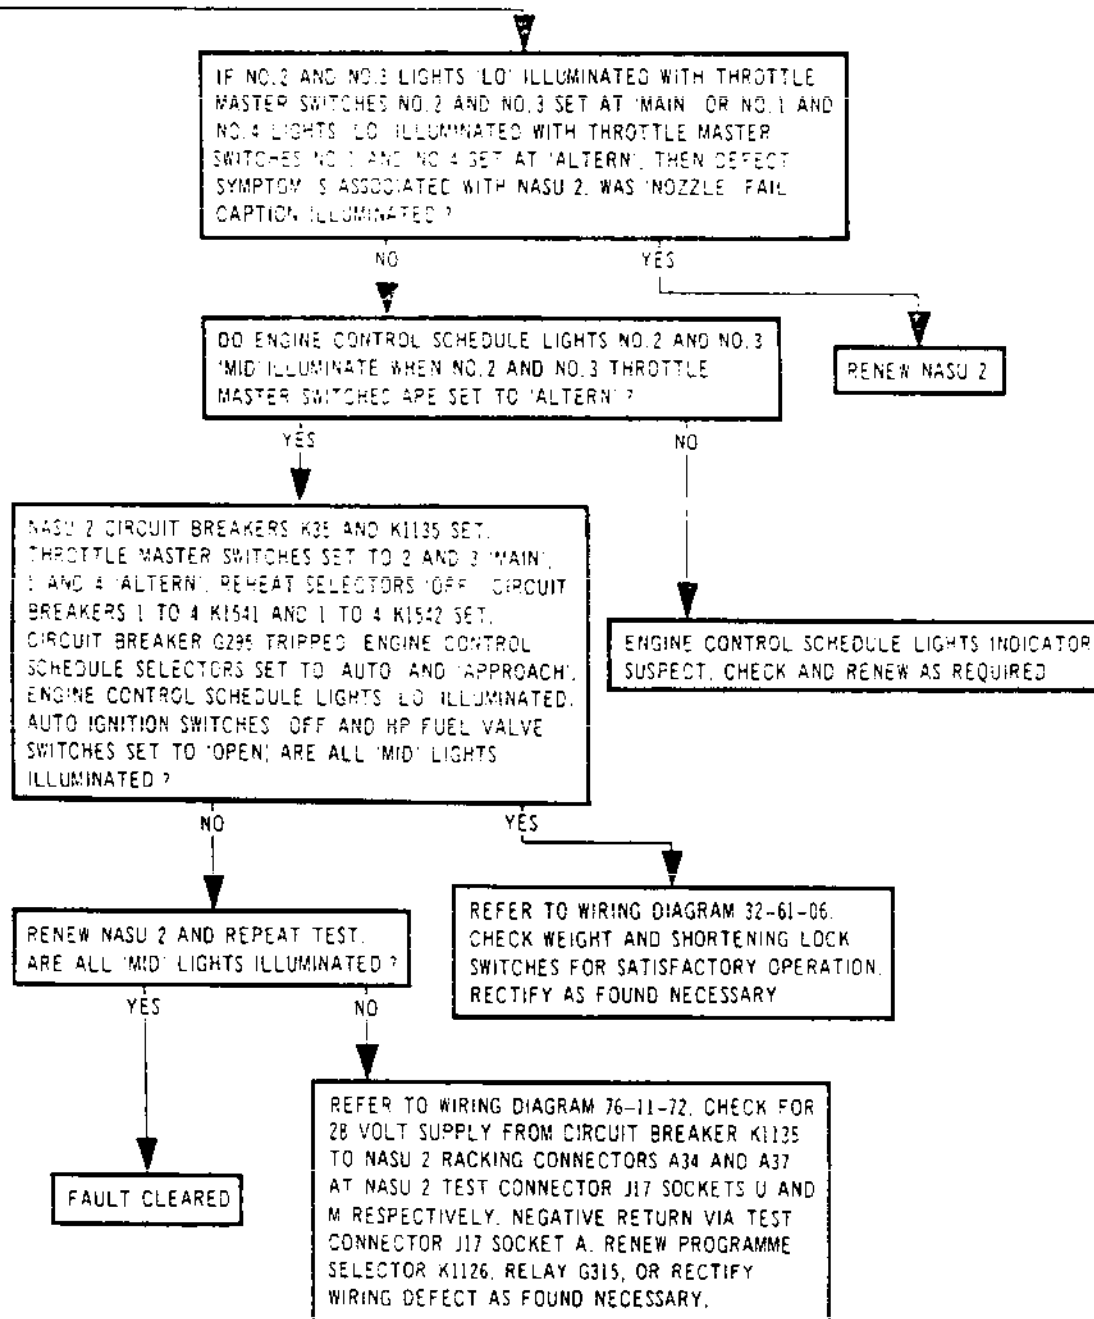 IF NO.2 AND NO.3 LIGHTS 'LO' ILLUMINATED WITH THROTTLE
MASTER SWITCHES NO.2 AND NO.3 SET AT 'MAIN' OR NO.1 AND
NO.4 LIGHTS 'LO' ILLUMINATED WITH THROTTLE MASTER
SWITCHES NO.1 AND NO.4 SET AT 'ALTERN', THEN DEFECT
SYMPTOM IS ASSOCIATED WITH NASU 2. WAS 'NOZZLE' FAIL
CAPTION ILLUMINATED ?
NO
YES
DO ENGINE CONTROL SCHEDULE LIGHTS NO.2 AND NO.3
'MID' ILLUMINATE WHEN NO.2 AND NO.3 THROTTLE
MASTER SWITCHED ARE SET TO 'ALTERN' ?
RENEW NASU 2
YES
NO
NASU 2 CIRCUIT BREAKERS K35 AND K1135 SET.
THROTTLE MASTER SWITCHES SET TO 2 AND 3 'MAIN',
1 AND 4 'ALTERN', REHEAT SELECTORS 'OFF' CIRCUIT
BREAKERS 1 TO 4 K1541 AND 1 TO 4 K1542 SET.
CIRCUIT BREAKER G295 TRIPPED ENGINE CONTROL
SCHEDULE SELECTORS SET TO 'AUTO' AND 'APPROACH',
ENGINE CONTROL SCHEDULE LIGHTS 'LO' ILLUMINATED.
AUTO IGNITION SWITCHES 'OFF' AND HP FUEL VALVE
SWITCHES SET TO 'OPEN', ARE ALL 'MID' LIGHTS
ILLUMINATED ?
ENGINE CONTROL SCHEDULE LIGHTS INDICATOR
SUSPECT, CHECK AND RENEW AS REQUIRED
NO
YES
RENEW NASU 2 AND REPEAT TEST.
ARE ALL 'MID' LIGHTS ILLUMINATED ?
REFER TO WIRING DIAGRAM 32-61-06.
CHECK WEIGHT AND SHORTENING LOCK
SWITCHES FOR SATISFACTORY OPERATION.
RECTIFY AS FOUND NECESSARY
YES
NO
FAULT CLEARED
REFER TO WIRING DIAGRAM 76-11-72. CHECK FOR
28 VOLT SUPPLY FROM CIRCUIT BREAKER K1135
TO NASU 2 RACKING CONNECTORS A34 AND A37
AT NASU 2 TEST CONNECTOR J17 SOCKETS U AND
M RESPECTIVELY. NEGATIVE RETURN VIA TEST
CONNECTOR J17 SOCKET A. RENEW PROGRAMME
SELECTOR K1126, RELAY G315, OR RECTIFY
WIRING DEFECT AS FOUND NECESSARY.